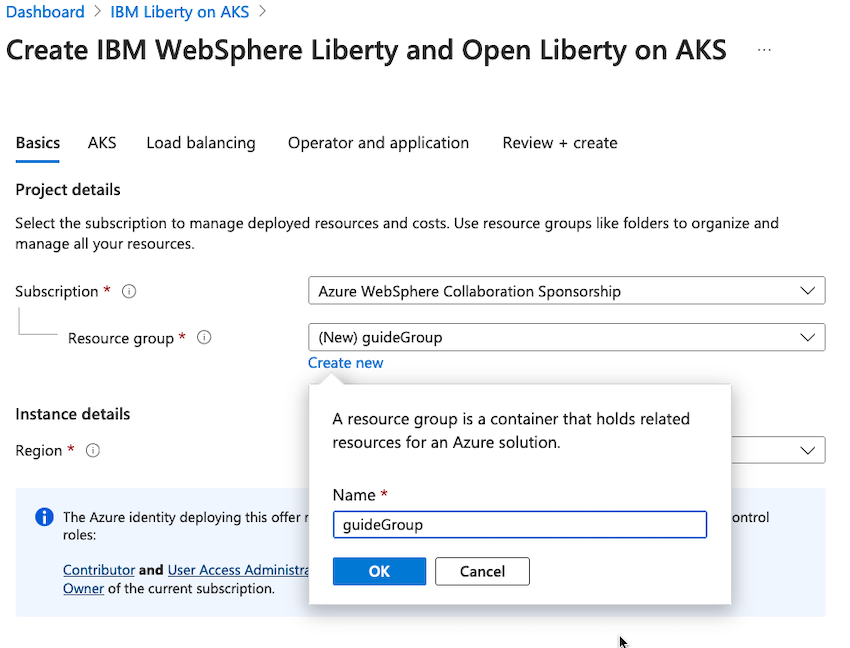 Dashboard > IBM Liberty on AKS >
Create IBM WebSphere Liberty and Open Liberty on AKS ...
Basics AKS Load balancing Operator and application Review + create
Project details
Select the subscription to manage deployed resources and costs. Use resource groups like folders to organize and
manage all your resources.
Subscription * Azure WebSphere Collaboration Sponsorship
Resource group * (New) guideGroup
Create new
A resource group is a container that holds related
resources for an Azure solution.
Name *
guideGroup
OK Cancel
Instance details
Region *
The Azure identity deploying this offer
roles:
Contributor and User Access
Owner of the current subscription.